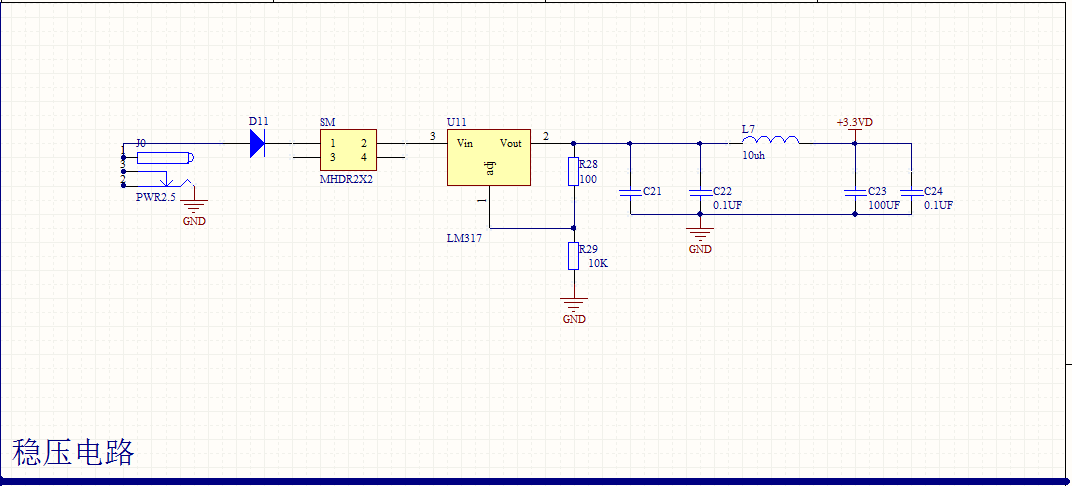 J0
1
3
2
PWR2.5
GND
D11
SM
1 2
3 4
MHDR2X2
U11
3
Vin Vout
2
adj
1
LM317
R28
100
R29
10K
GND
C21
C22
0.1UF
GND
L7
10uh
+3.3VD
C23
100UF
C24
0.1UF
稳压电路